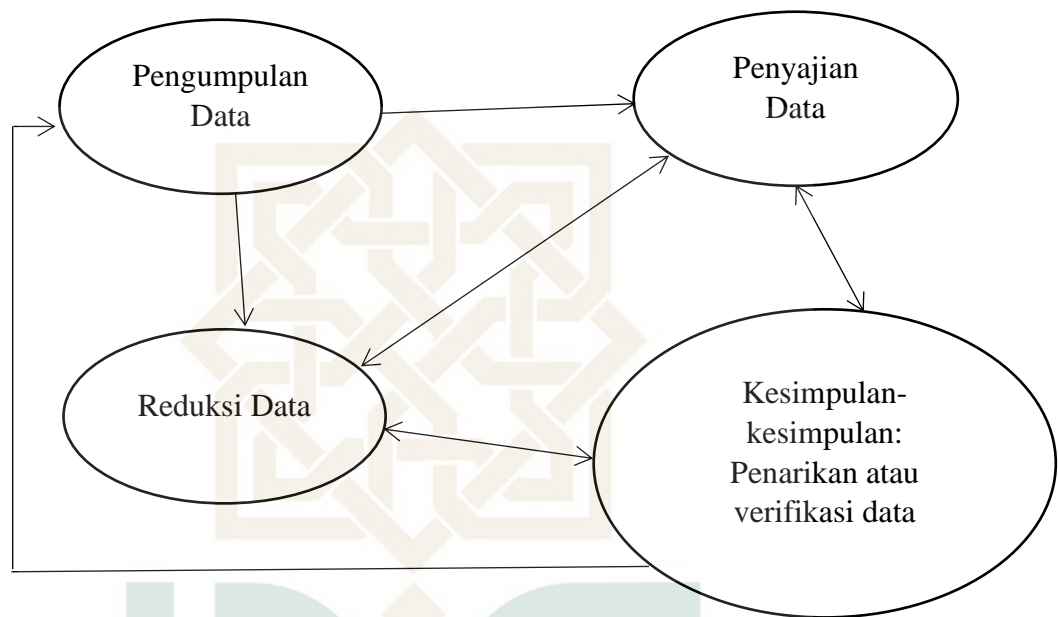 Pengumpulan
Data
Penyajian
Data
Reduksi Data
Kesimpulan-
kesimpulan:
Penarikan atau
verifikasi data